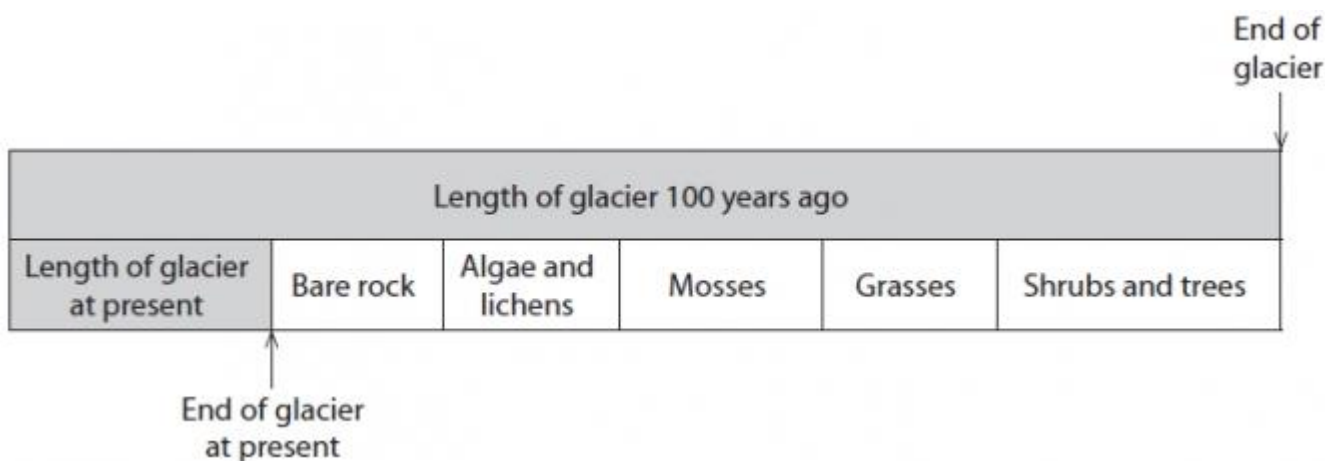 End of
glacier
Length of glacier 100 years ago
Length of glacier
at present
Bare rock
Algae and
lichens
Mosses
Grasses
Shrubs and trees
End of glacier
at present